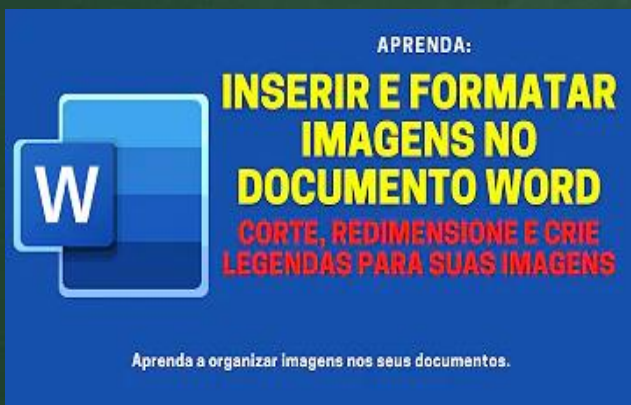 APRENDA:
INSERIR E FORMATAR
IMAGENS NO
DOCUMENTO WORD
CORTE, REDIMENSIONE E CRIE
LEGENDAS PARA SUAS IMAGENS
W
Aprenda a organizar imagens nos seus documentos.